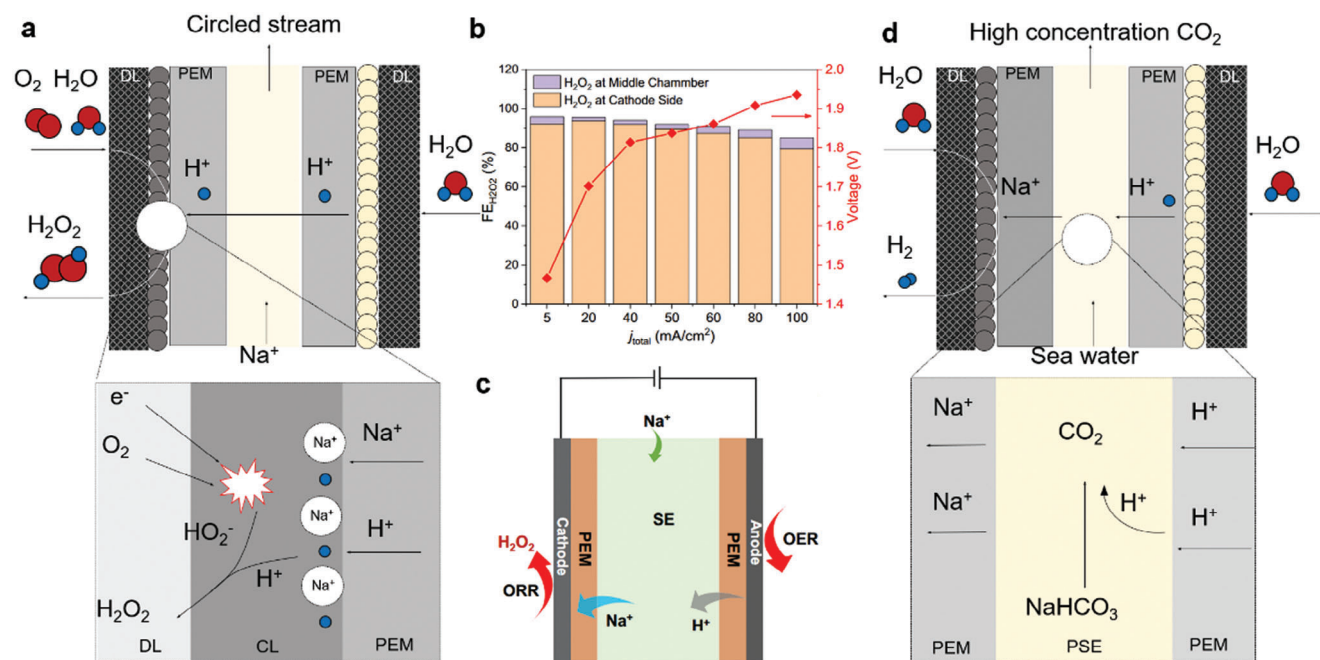 a
Circled stream
O2 H2O
DL
PEM
PEM
DL
H+
H+
H2O
H2O2
Na+
e-
O2
HO2-
H+
H2O2
Na+
Na+
Na+
Na+
H+
DL
CL
PEM
b
H2O2 at Middle Chammber
H2O2 at Cathode Side
FEH2O2 (%)
120
100
80
60
40
20
0
5 20 40 50 60 80 100
jtotal (mA/cm2)
2.0
1.9
1.8
1.7
1.6
1.5
1.4
Voltage (V)
c
Na+
SE
Cathode
PEM
PEM
Anode
H2O2
ORR
OER
Na+
H+
d
High concentration CO2
H2O
DL
PEM
DL
Na+
H+
H2O
H2
Sea water
Na+
Na+
CO2
H+
NaHCO3
H+
H+
PEM
PSE
PEM